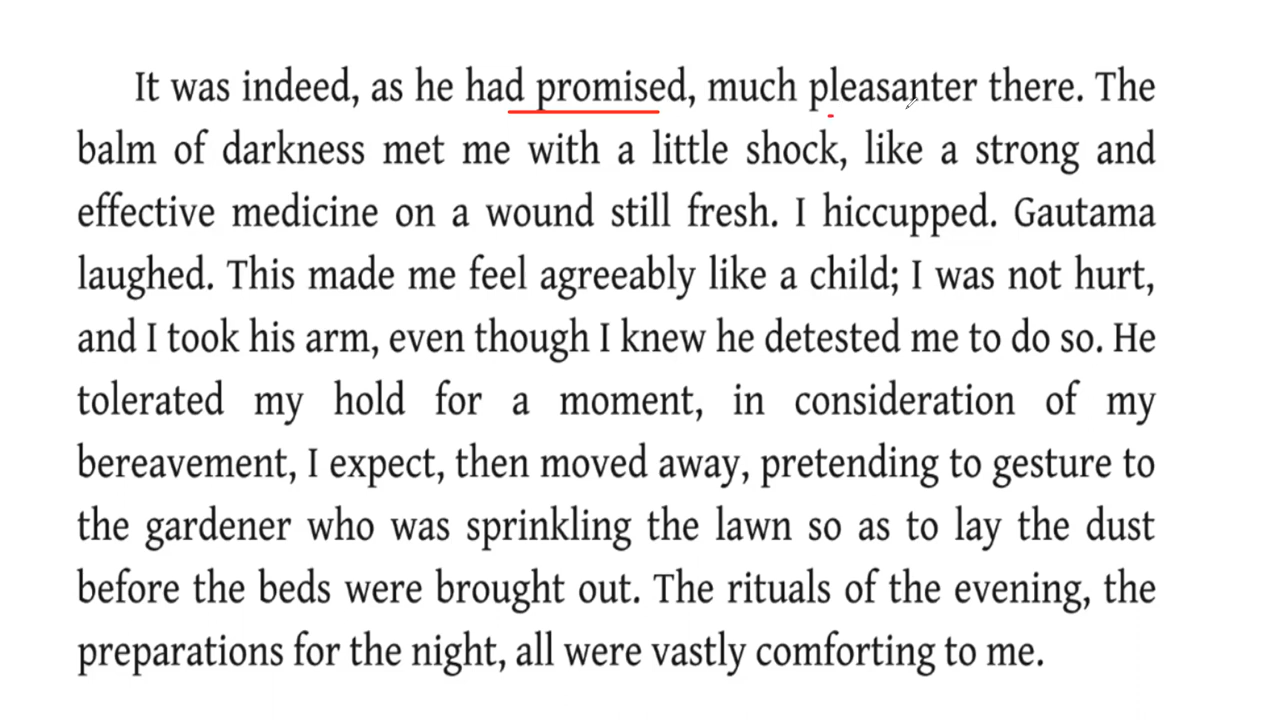 It was indeed, as he had promised, much pleasanter there. The
balm of darkness met me with a little shock, like a strong and
effective medicine on a wound still fresh. I hiccupped. Gautama
laughed. This made me feel agreeably like a child; I was not hurt,
and I took his arm, even though I knew he detested me to do so. He
tolerated my hold for a moment, in consideration of my
bereavement, I expect, then moved away, pretending to gesture to
the gardener who was sprinkling the lawn so as to lay the dust
before the beds were brought out. The rituals of the evening, the
preparations for the night, all were vastly comforting to me.